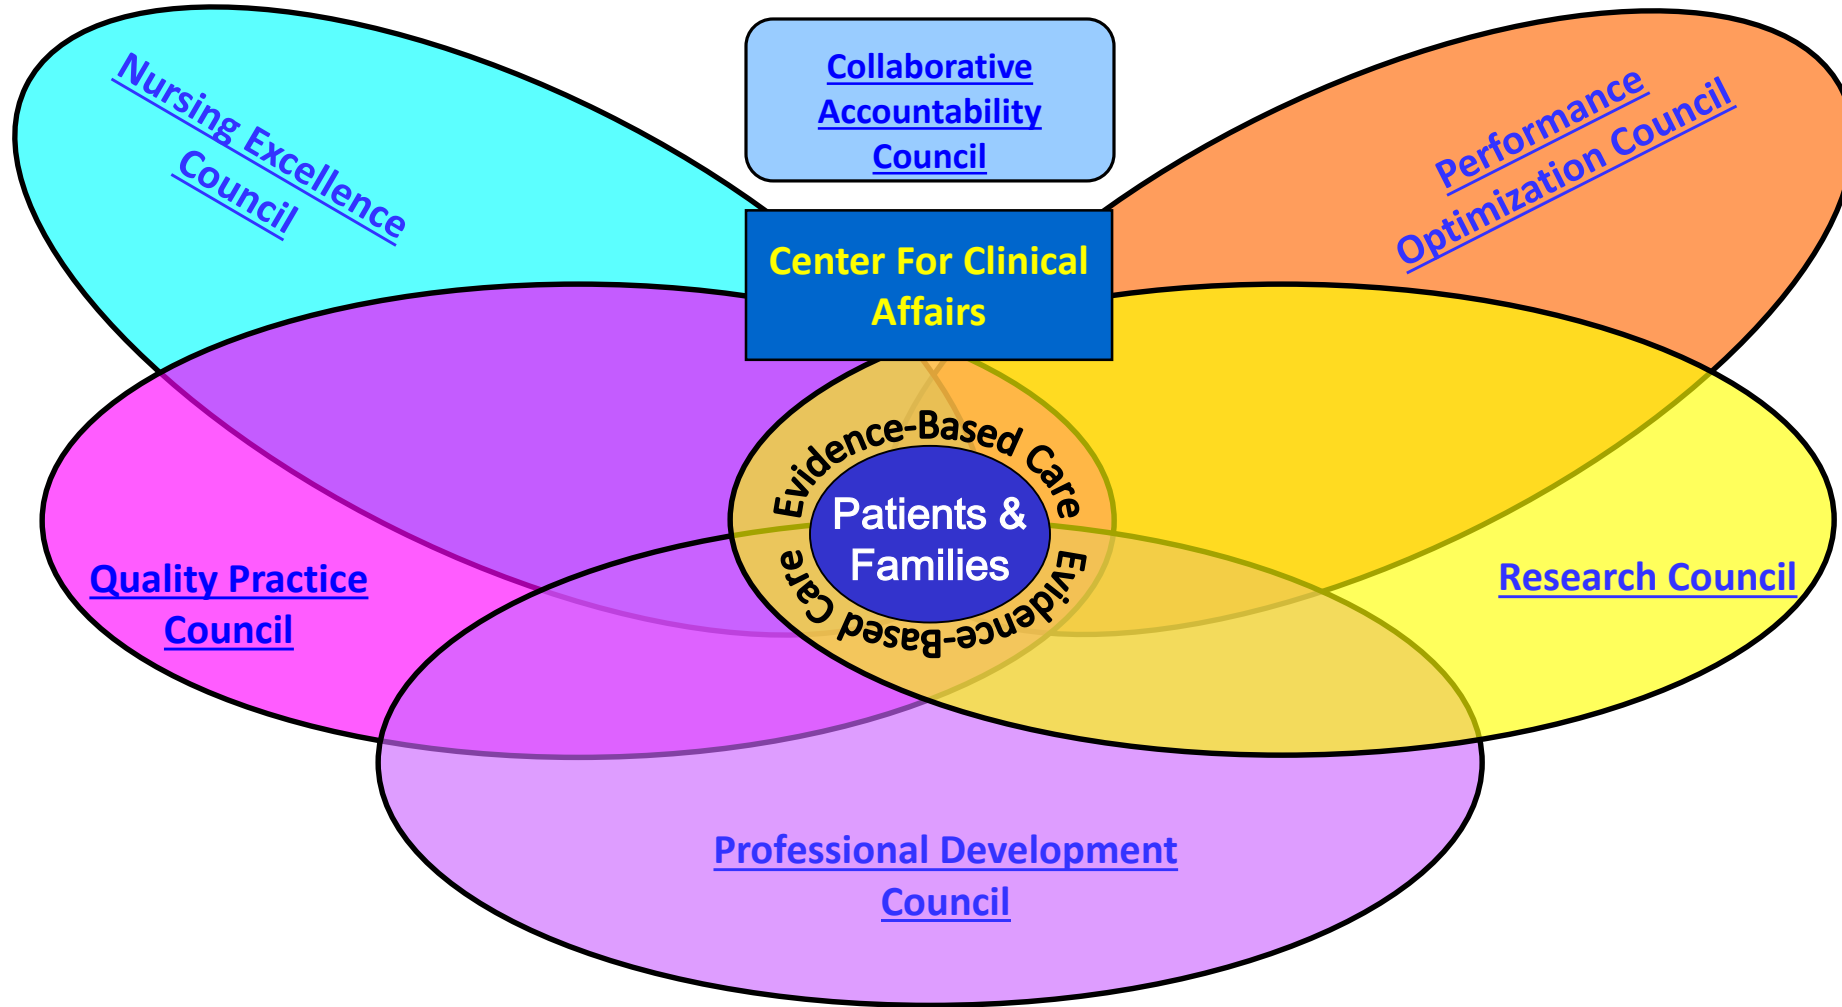 Nursing Excellence
Council
Collaborative
Accountability
Council
Performance
Optimization Council
Center For Clinical
Affairs
Evidence-Based Care
Patients &
Families
Evidence-Based Care
Quality Practice
Council
Research Council
Professional Development
Council